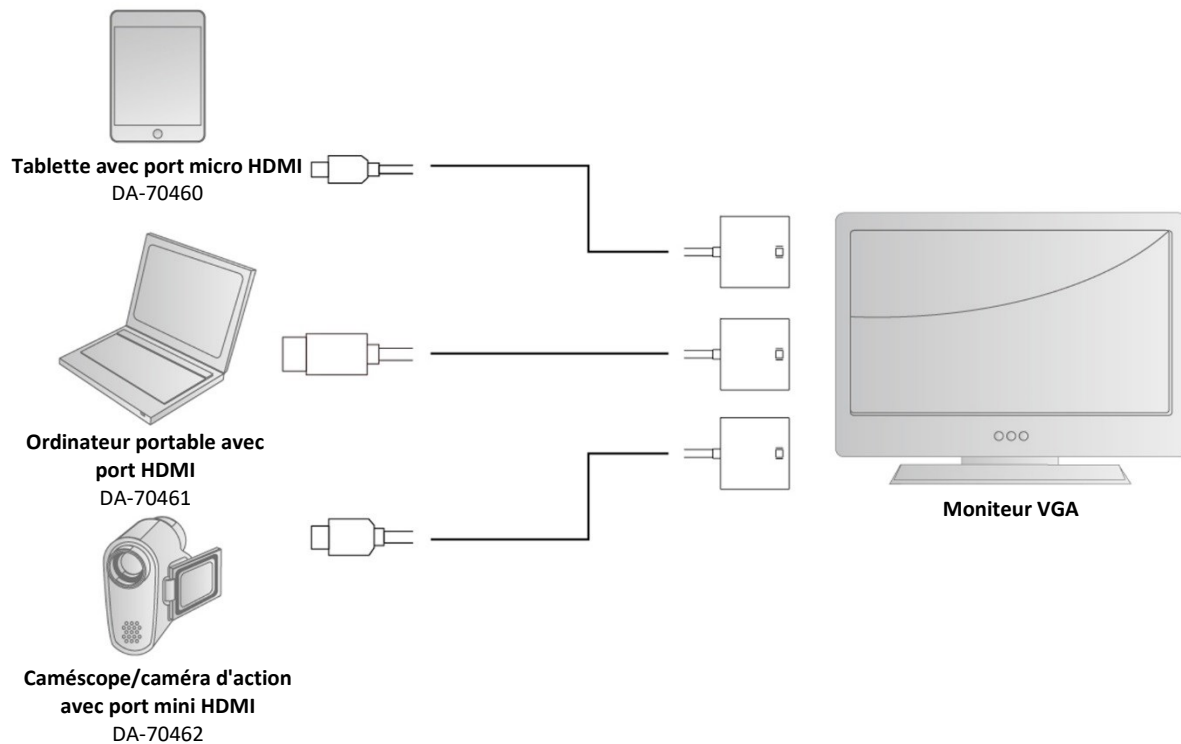 Tablette avec port micro HDMI
DA-70460
Ordinateur portable avec
port HDMI
DA-70461
Moniteur VGA
Caméscope/caméra d'action
avec port mini HDMI
DA-70462